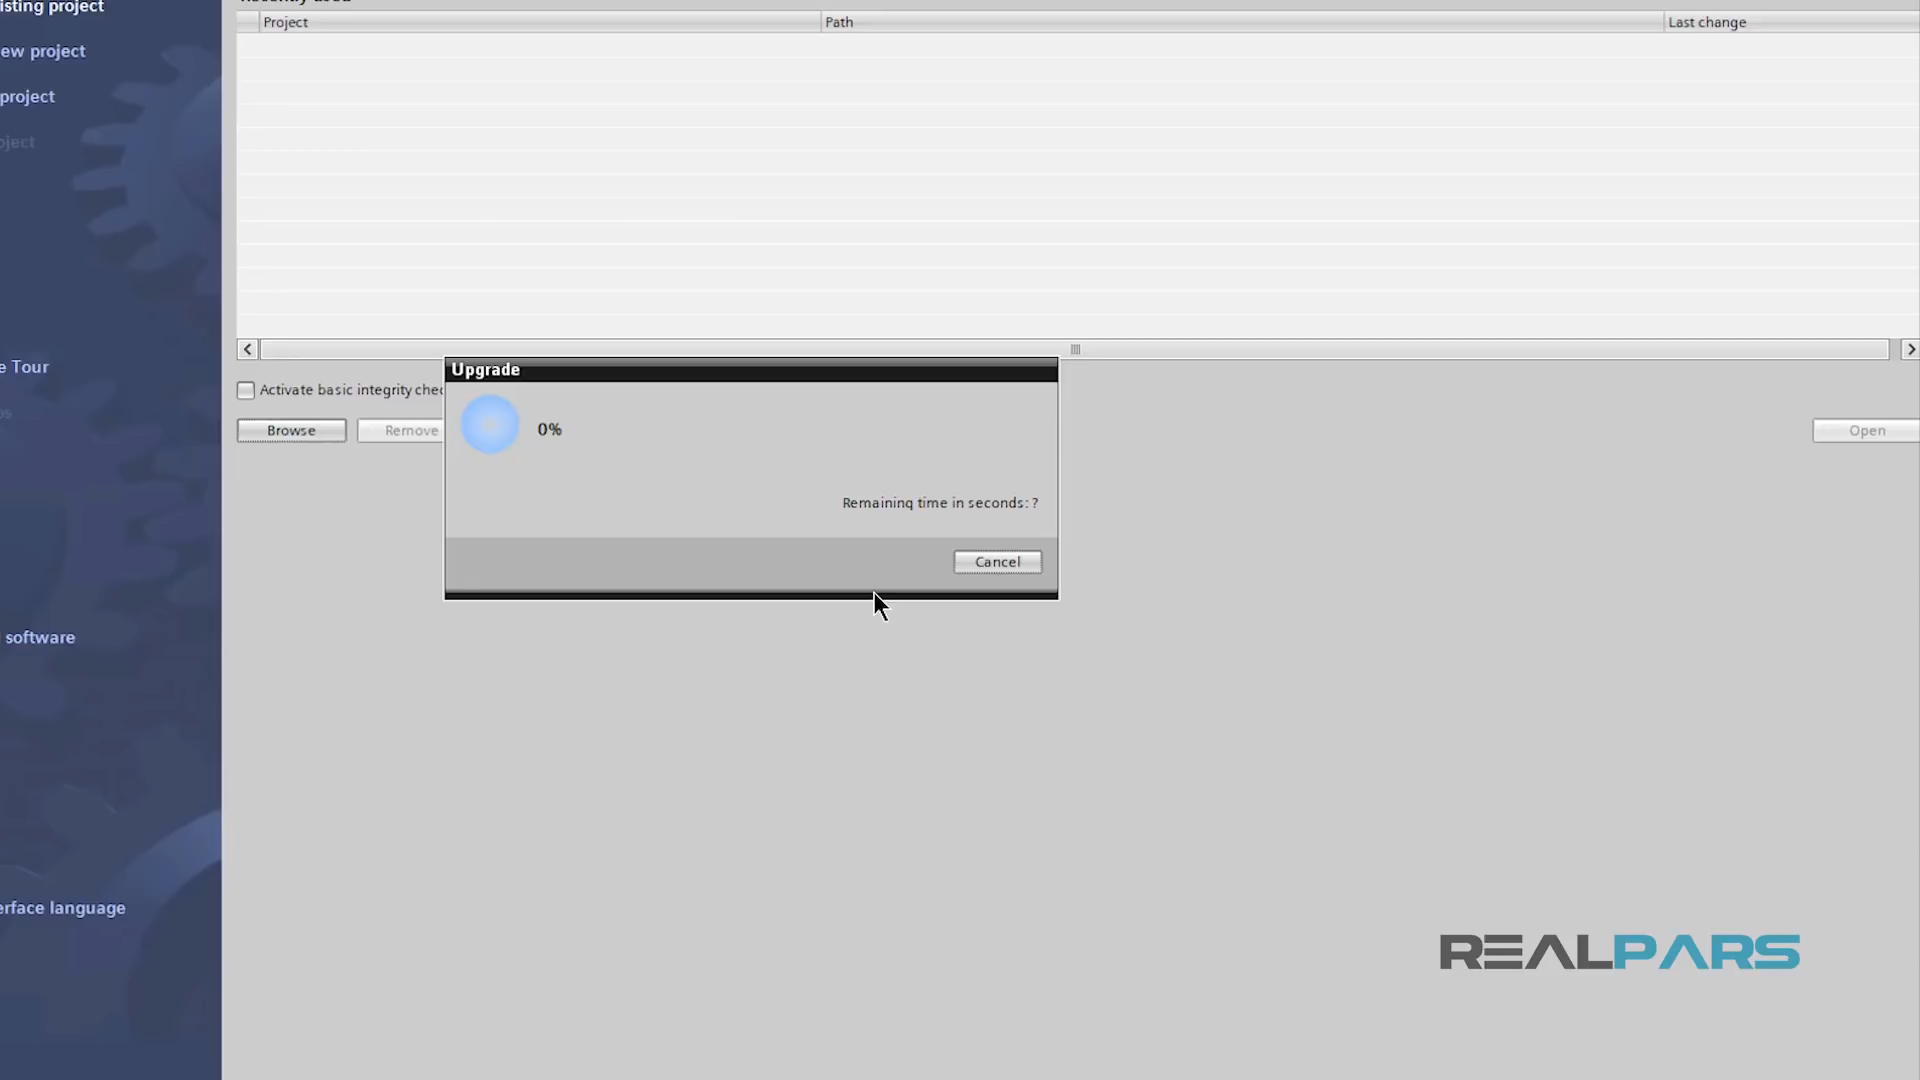 isting project
Project Path Last change
ew project
project
oject
e Tour
Activate basic integrity chec
Upgrade
0%
Browse Remove Open
Remaining time in seconds: ?
Cancel
software
erface language
REALPARS